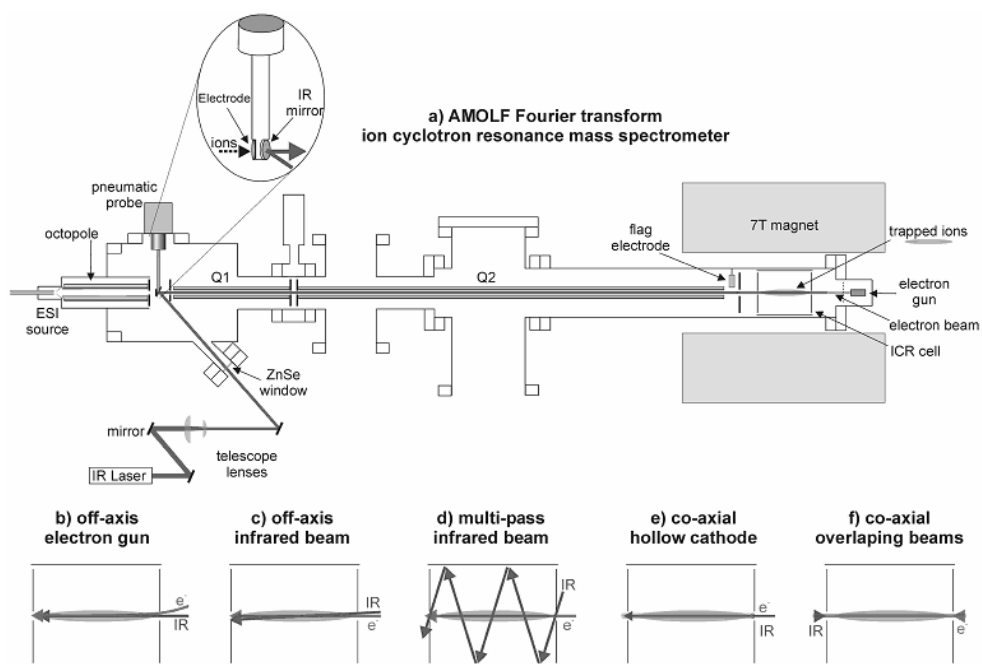 a) AMOLF Fourier transform
ion cyclotron resonance mass spectrometer
Electrode
IR
mirror
ions
pneumatic
probe
octopole
Q1
Q2
flag
electrode
7T magnet
trapped ions
electron
gun
electron beam
ICR cell
ESI
source
ZnSe
window
mirror
telescope
lenses
IR Laser
b) off-axis
electron gun
c) off-axis
infrared beam
d) multi-pass
infrared beam
e) co-axial
hollow cathode
f) co-axial
overlaping beams
e-
IR
IR
e-
IR
e-
e-
IR
IR
e-